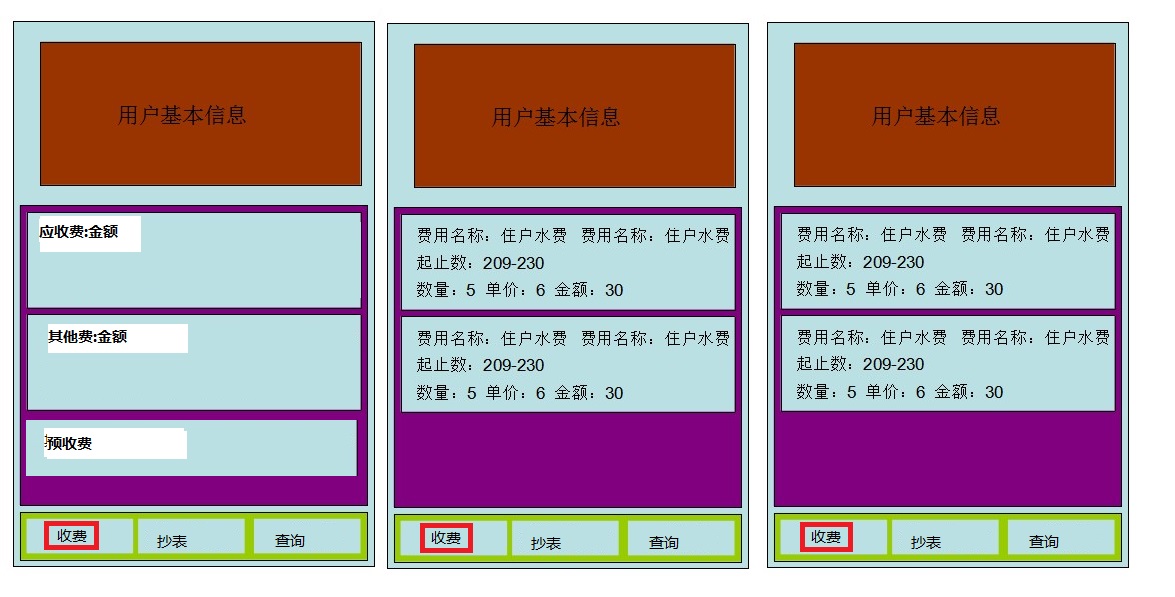 用户基本信息
应收费:金额
其他费:金额
预收费
收费
抄表
查询
用户基本信息
费用名称：住户水费 费用名称：住户水费
起止数：209-230
数量：5 单价：6 金额：30
费用名称：住户水费 费用名称：住户水费
起止数：209-230
数量：5 单价：6 金额：30
收费
抄表
查询
用户基本信息
费用名称：住户水费 费用名称：住户水费
起止数：209-230
数量：5 单价：6 金额：30
费用名称：住户水费 费用名称：住户水费
起止数：209-230
数量：5 单价：6 金额：30
收费
抄表
查询